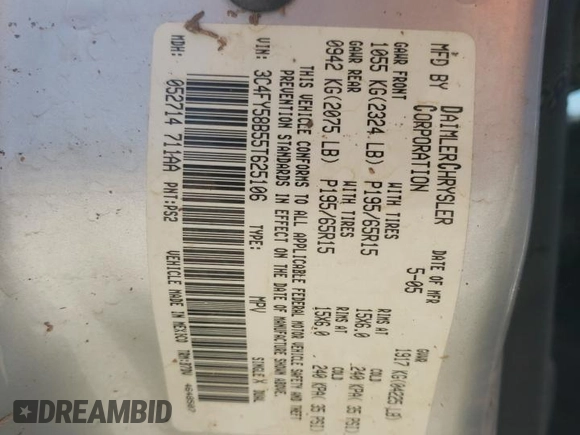 MFD BY DAIMLERCHRYSLER CORPORATION
DATE OF MFR 5-05
GVWR 1917 KG(04225 LB)
GAWR FRONT WITH TIRES RIMS AT COLD
1055 KG(2324 LB) P195/65R15 15X6.0 240 KPA( 35 PSI)
GAWR REAR WITH TIRES RIMS AT COLD
0942 KG(2075 LB) P195/65R15 15X6.0 240 KPA( 35 PSI)
THIS VEHICLE CONFORMS TO ALL APPLICABLE FEDERAL MOTOR VEHICLE SAFETY AND THEFT
PREVENTION STANDARDS IN EFFECT ON THE DATE OF MANUFACTURE SHOWN ABOVE.
VIN: 3C4FY58B55T625106 MPV SINGLE X DUAL
MDH: 052714 711AA PNT:PS2
VEHICLE MADE IN MEXICO
DREAMBID